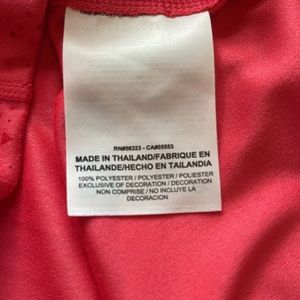 RN#56323 - CA#05553
MADE IN THAILAND/FABRIQUE EN
THAILANDE/HECHO EN TAILANDIA
100% POLYESTER / POLIESTER
EXCLUSIVE OF DECORATION / DECORATION
NON COMPRISE / NO INCLUYE LA
DECORACION